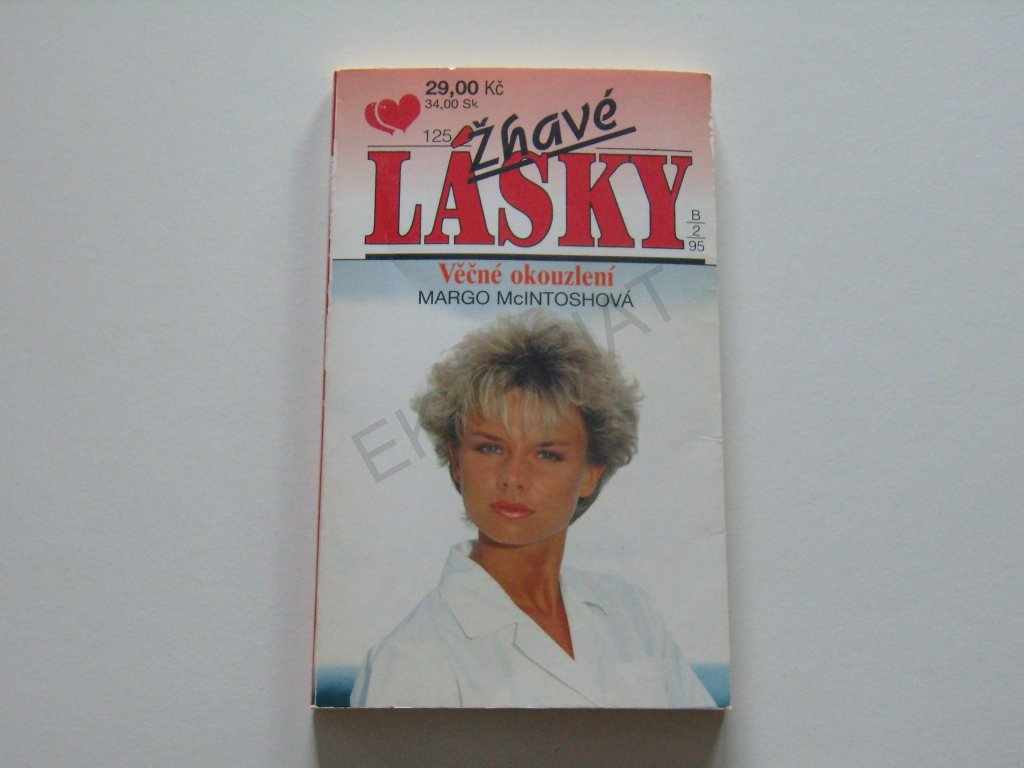 29,00 Kč
34,00 Sk
125
Žhavé
LÁSKY
B
2
95
Věčné okouzlení
MARGO McINTOSHOVÁ